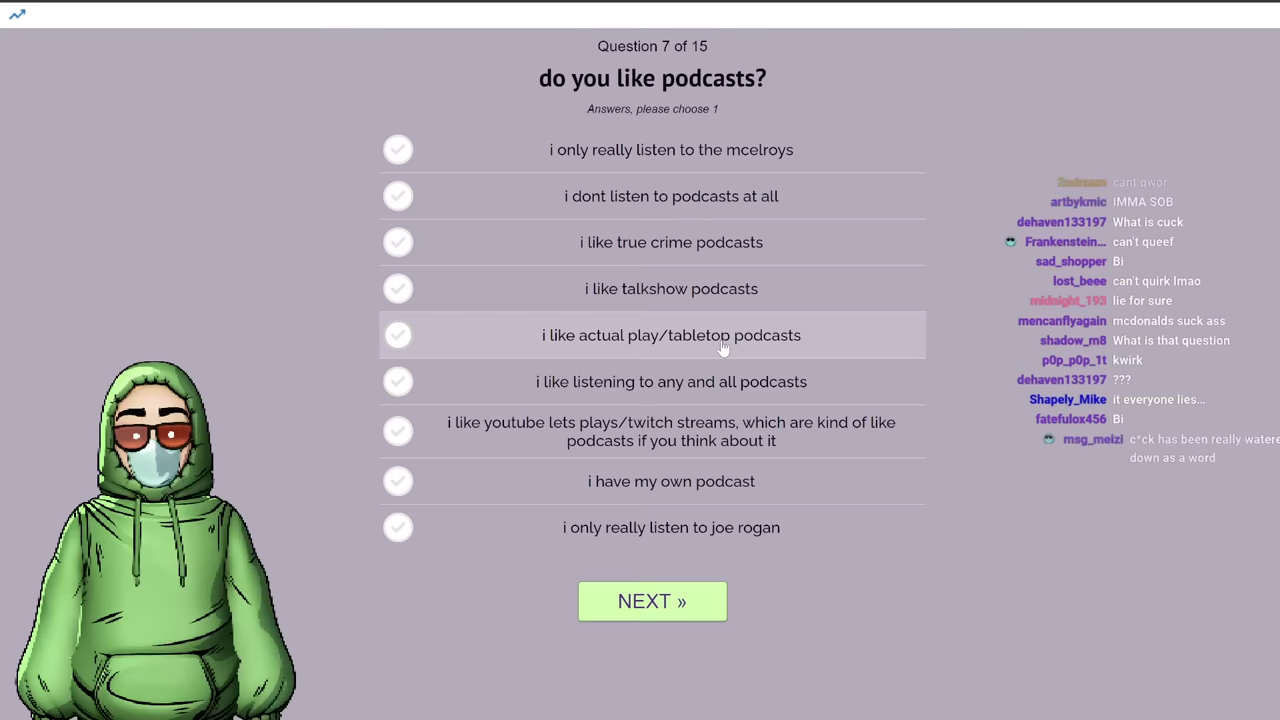 Question 7 of 15
do you like podcasts?
Answers, please choose 1
i only really listen to the mcelroys
i dont listen to podcasts at all
i like true crime podcasts
i like talkshow podcasts
i like actual play/tabletop podcasts
i like listening to any and all podcasts
i like youtube lets plays/twitch streams, which are kind of like
podcasts if you think about it
i have my own podcast
i only really listen to joe rogan
NEXT »
cant qwor
artbykmic IMMA SOB
dehaven133197 What is cuck
Frankenstein... can't queef
sad_shopper Bi
lost_beee can't quirk lmao
midnight_193 lie for sure
mencanflyagain mcdonalds suck ass
shadow_m8 What is that question
p0p_p0p_1t kwirk
dehaven133197 ???
Shapely_Mike it everyone lies...
fatefulox456 Bi
msg_melzi c*ck has been really watere
down as a word